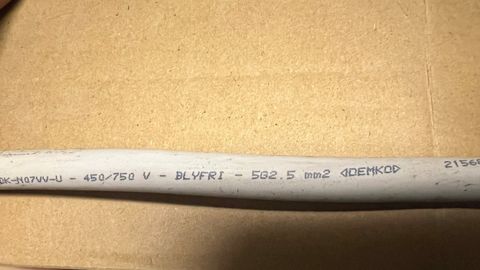 DK-N07VV-U - 450/750 V - BLYFRI - 5G2.5 mm2 <DEMKO> 2156